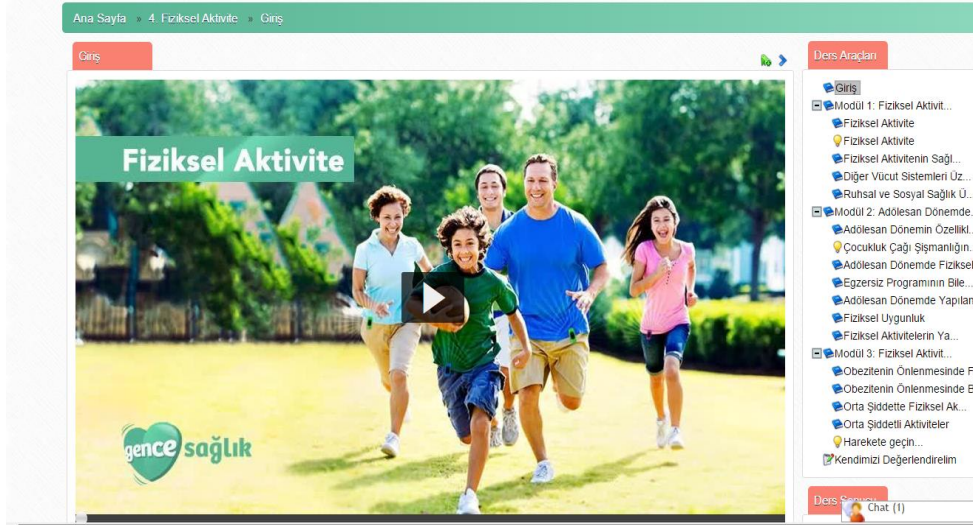 Ana Sayfa » 4. Fiziksel Aktivite » Giriş
Giriş
Fiziksel Aktivite
gence sağlık
Ders Araçları
Giriş
Modül 1: Fiziksel Aktivit...
Fiziksel Aktivite
Fiziksel Aktivite
Fiziksel Aktivitenin Sağl...
Diğer Vücut Sistemleri Üz...
Ruhsal ve Sosyal Sağlık Ü...
Modül 2: Adölesan Dönemde...
Adölesan Dönemin Özellikl...
Çocukluk Çağı Şişmanlığın...
Adölesan Dönemde Fiziksel
Egzersiz Programının Bile...
Adölesan Dönemde Yapılan
Fiziksel Uygunluk
Fiziksel Aktivitelerin Ya...
Modül 3: Fiziksel Aktivit...
Obezitenin Önlenmesinde F
Obezitenin Önlenmesinde B
Orta Şiddette Fiziksel Ak...
Orta Şiddetli Aktiviteler
Harekete geçin...
Kendimizi Değerlendirelim
Ders
Chat (1)